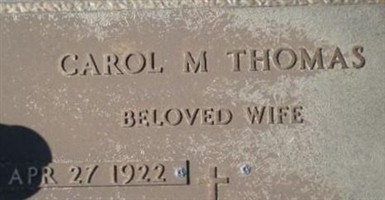 CAROL M THOMAS
BELOVED WIFE
APR 27 1922